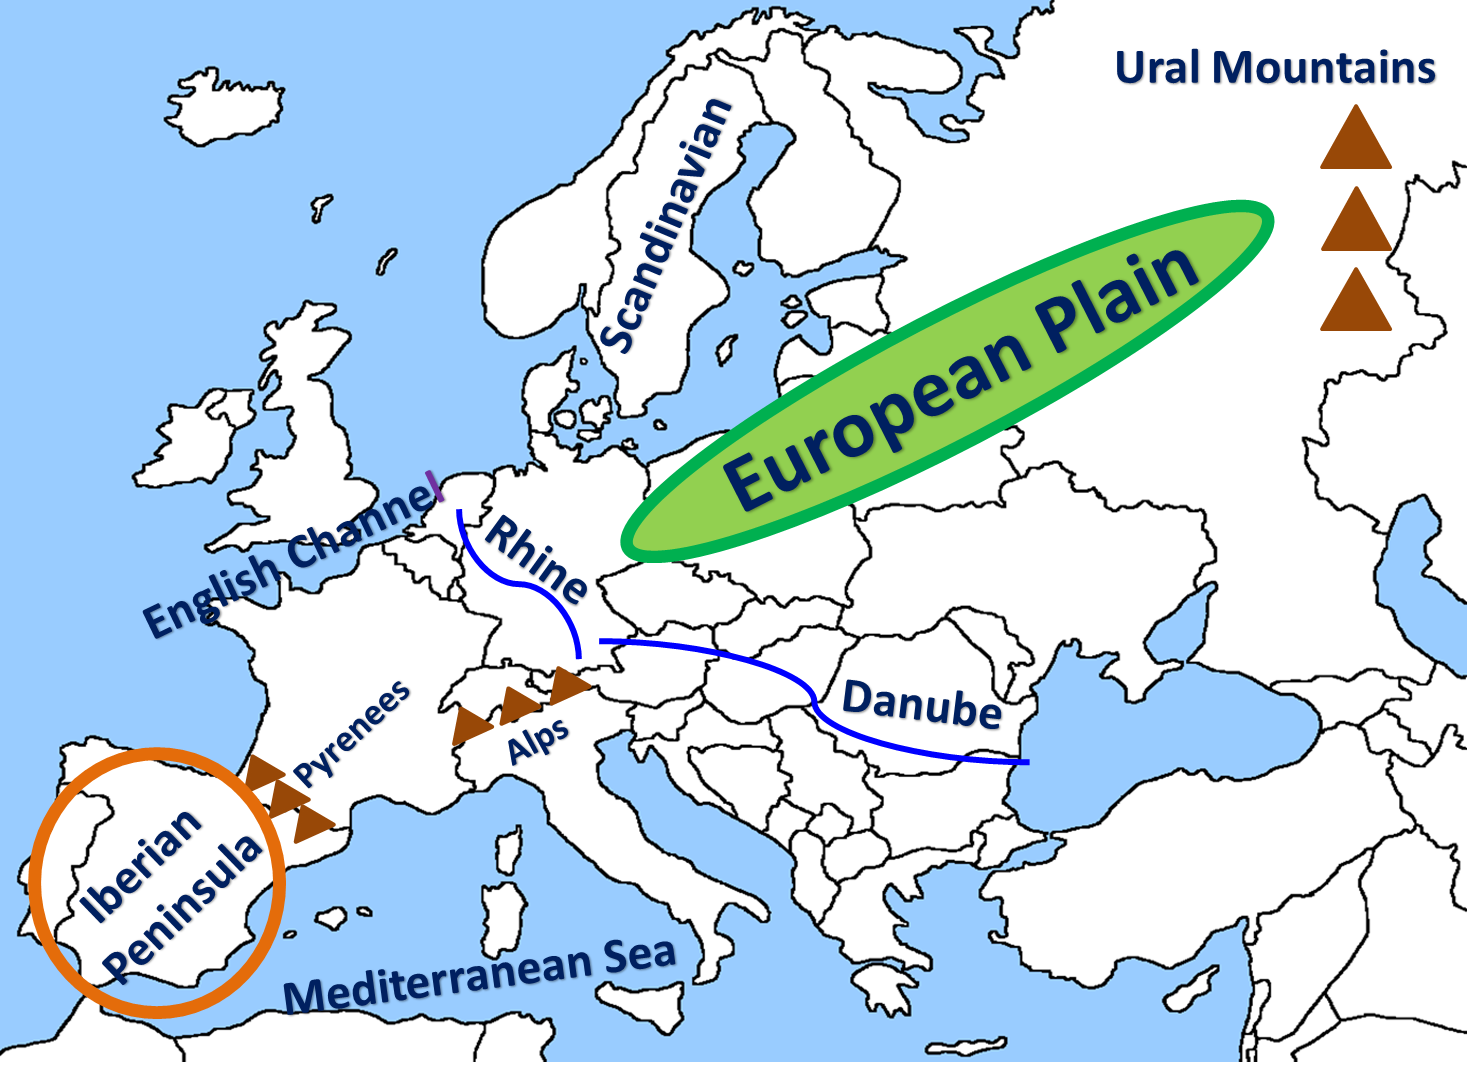 Ural Mountains
Scandinavian
European Plain
English Channel
Rhine
Danube
Pyrenees
Alps
Iberian
Peninsula
Mediterranean Sea